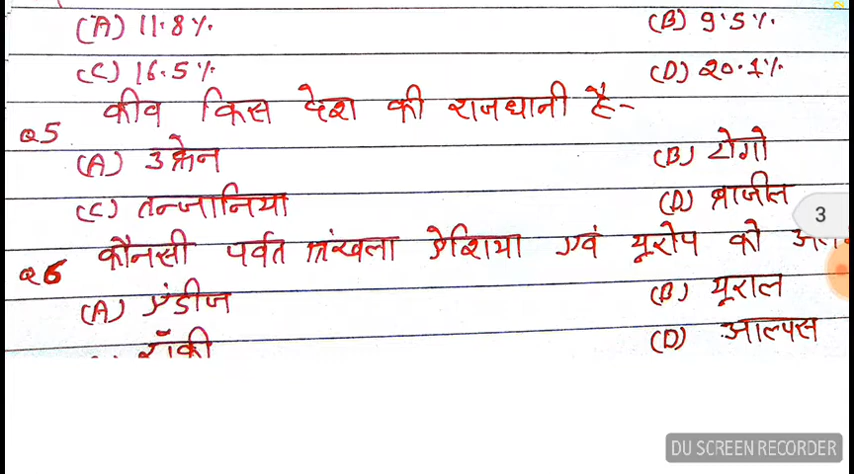 (A) 11.8%. (B) 9.5%.
(C) 16.5% (D) 20.1%.
Q5 कीव किस देश की राजधानी है-
(A) उक्रेन (B) टोगो
(C) तन्जानिया (D) ब्राजील
Q6 कौनसी पर्वत श्रंखला ऐशिया एवं यूरोप को
(A) एंडीज (B) यूराल
रॉकी (D) आल्पस
3
DU SCREEN RECORDER